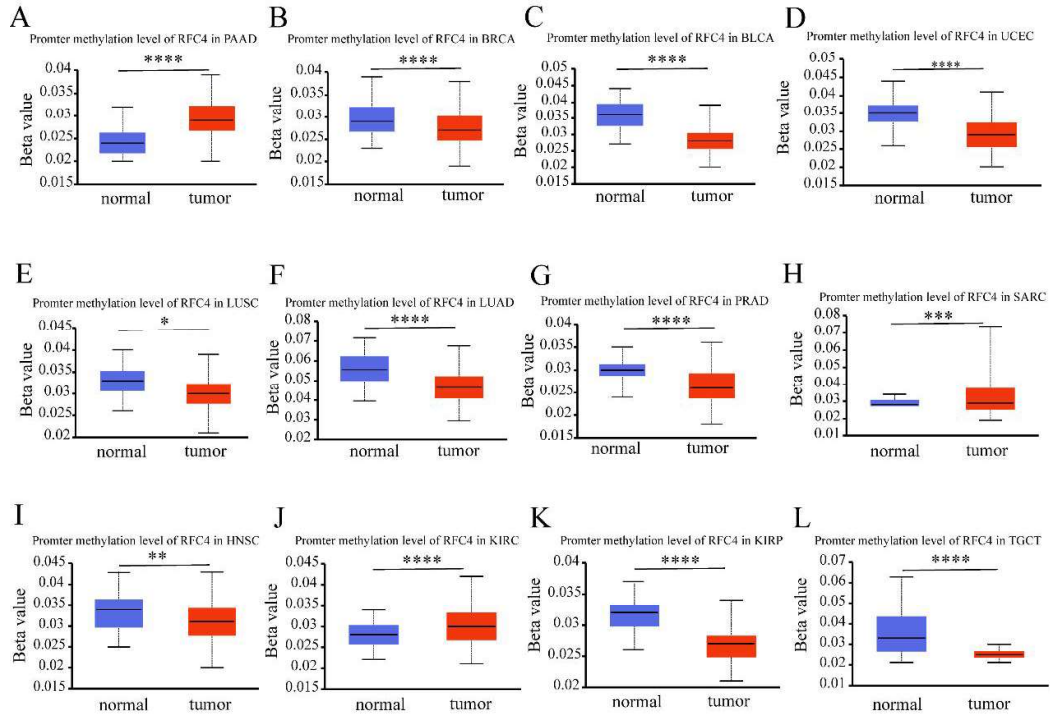 A
Promter methylation level of RFC4 in PAAD
****
Beta value
0.04
0.035
0.03
0.025
0.02
0.015
normal tumor
B
Promter methylation level of RFC4 in BRCA
****
Beta value
0.04
0.035
0.03
0.025
0.02
0.015
normal tumor
C
Promter methylation level of RFC4 in BLCA
****
Beta value
0.05
0.045
0.04
0.035
0.03
0.025
0.02
0.015
normal tumor
D
Promter methylation level of RFC4 in UCEC
****
Beta value
0.05
0.045
0.04
0.035
0.03
0.025
0.02
0.015
normal tumor
E
Promter methylation level of RFC4 in LUSC
*
Beta value
0.045
0.04
0.035
0.03
0.025
0.02
normal tumor
F
Promter methylation level of RFC4 in LUAD
****
Beta value
0.08
0.07
0.06
0.05
0.04
0.03
0.02
normal tumor
G
Promter methylation level of RFC4 in PRAD
****
Beta value
0.04
0.035
0.03
0.025
0.02
0.015
normal tumor
H
Promter methylation level of RFC4 in SARC
***
Beta value
0.08
0.07
0.06
0.05
0.04
0.03
0.02
0.01
normal tumor
I
Promter methylation level of RFC4 in HNSC
**
Beta value
0.045
0.04
0.035
0.03
0.025
0.02
0.015
normal tumor
J
Promter methylation level of RFC4 in KIRC
****
Beta value
0.045
0.04
0.035
0.03
0.025
0.02
0.015
normal tumor
K
Promter methylation level of RFC4 in KIRP
****
Beta value
0.04
0.035
0.03
0.025
0.02
normal tumor
L
Promter methylation level of RFC4 in TGCT
****
Beta value
0.07
0.06
0.05
0.04
0.03
0.02
0.01
normal tumor